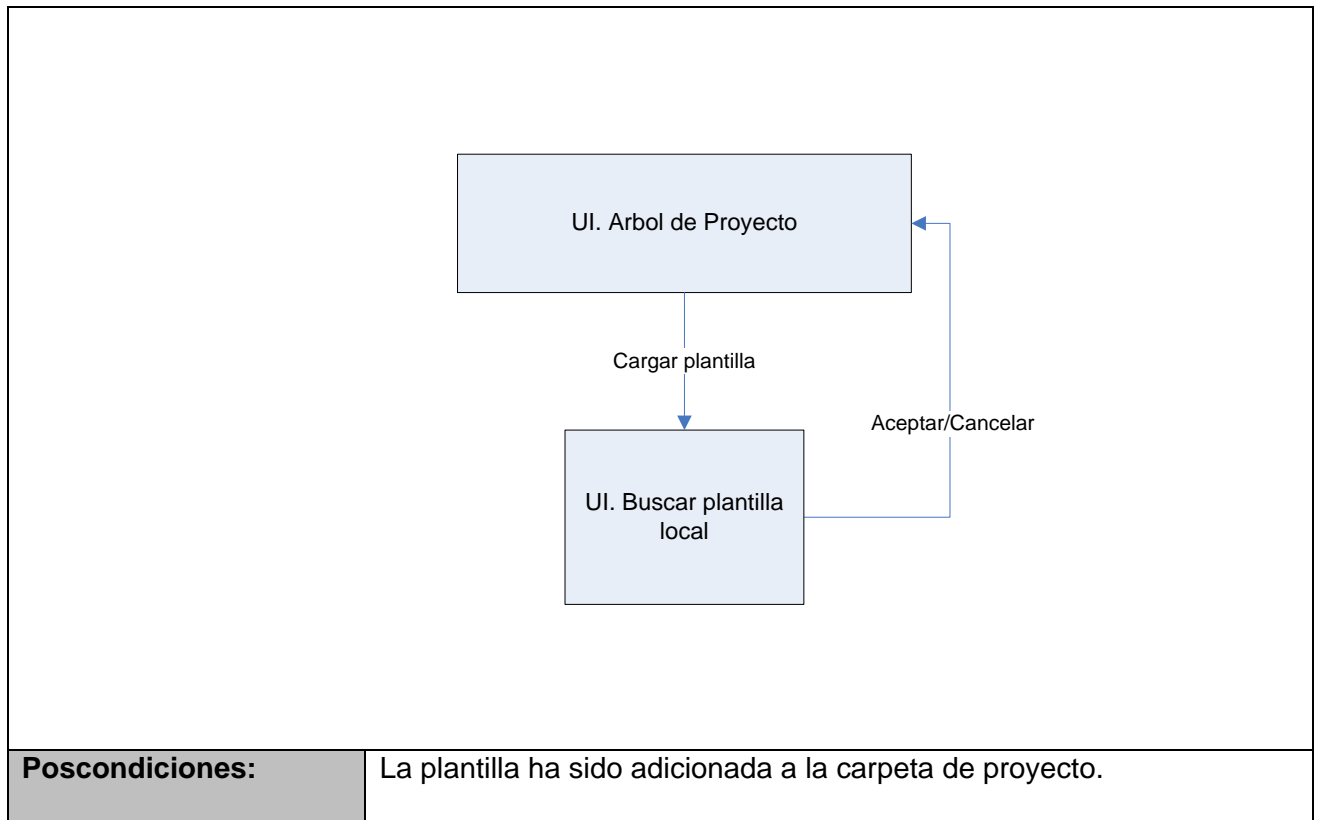 UI. Arbol de Proyecto
Cargar plantilla
Aceptar/Cancelar
UI. Buscar plantilla
local
Poscondiciones: La plantilla ha sido adicionada a la carpeta de proyecto.